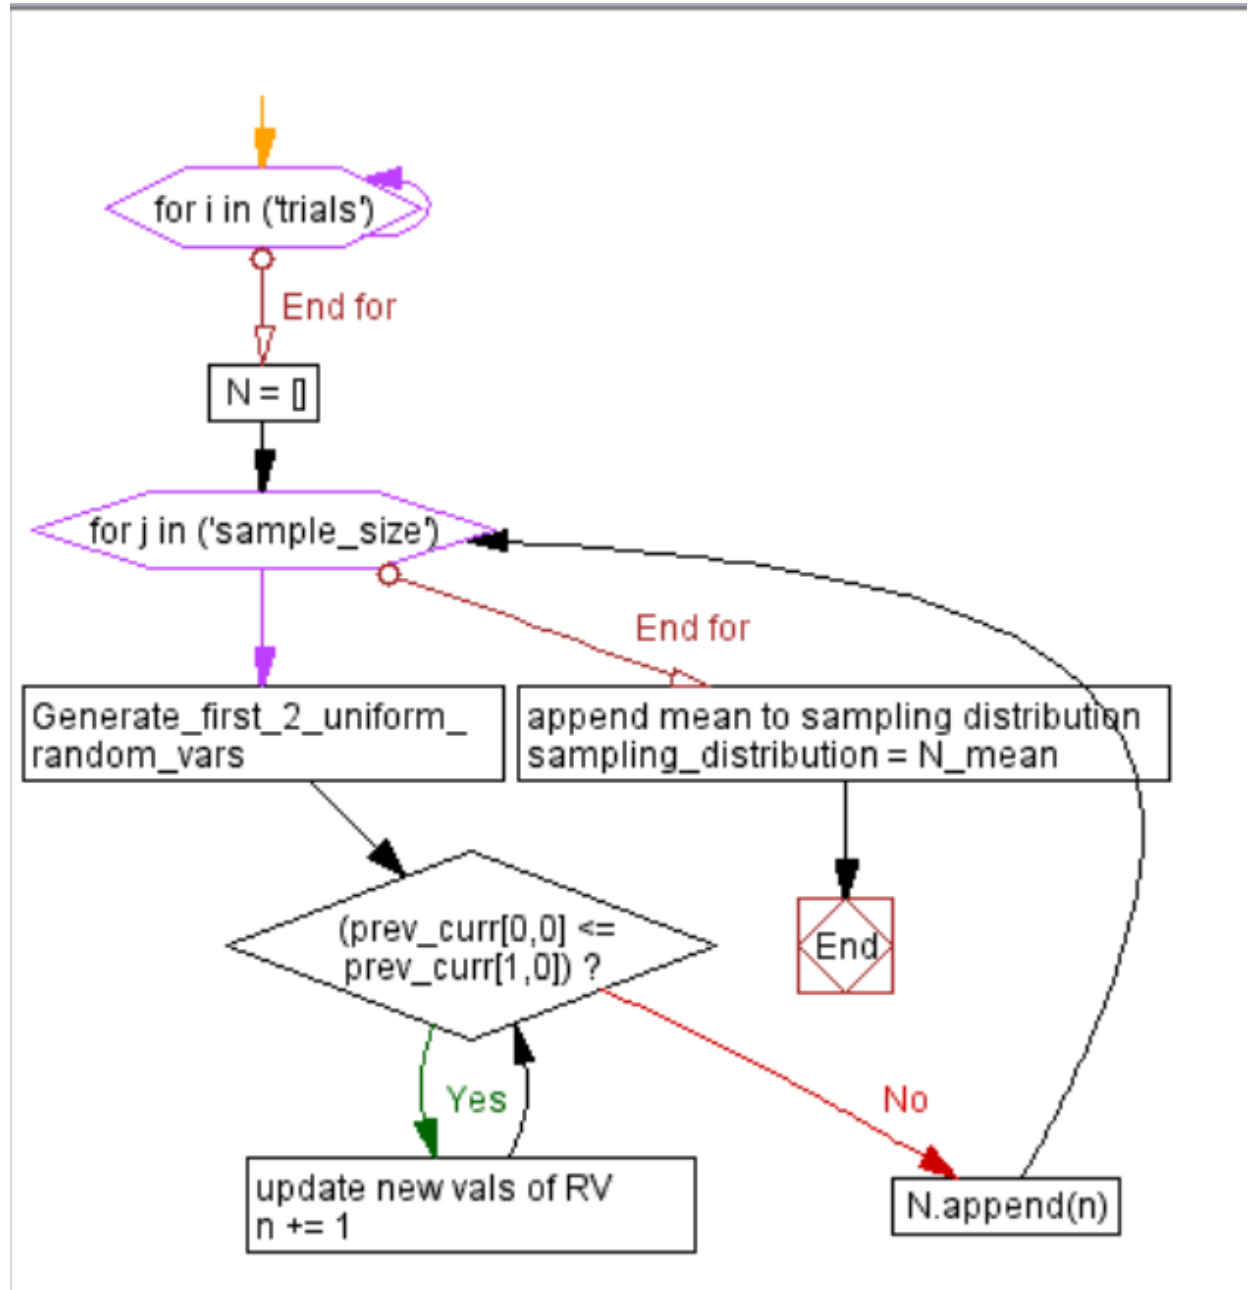 for i in ('trials')
End for
N = []
for j in ('sample_size')
End for
Generate_first_2_uniform_
random_vars
append mean to sampling distribution
sampling_distribution = N_mean
(prev_curr[0,0] <=
prev_curr[1,0]) ?
End
Yes
No
update new vals of RV
n += 1
N.append(n)